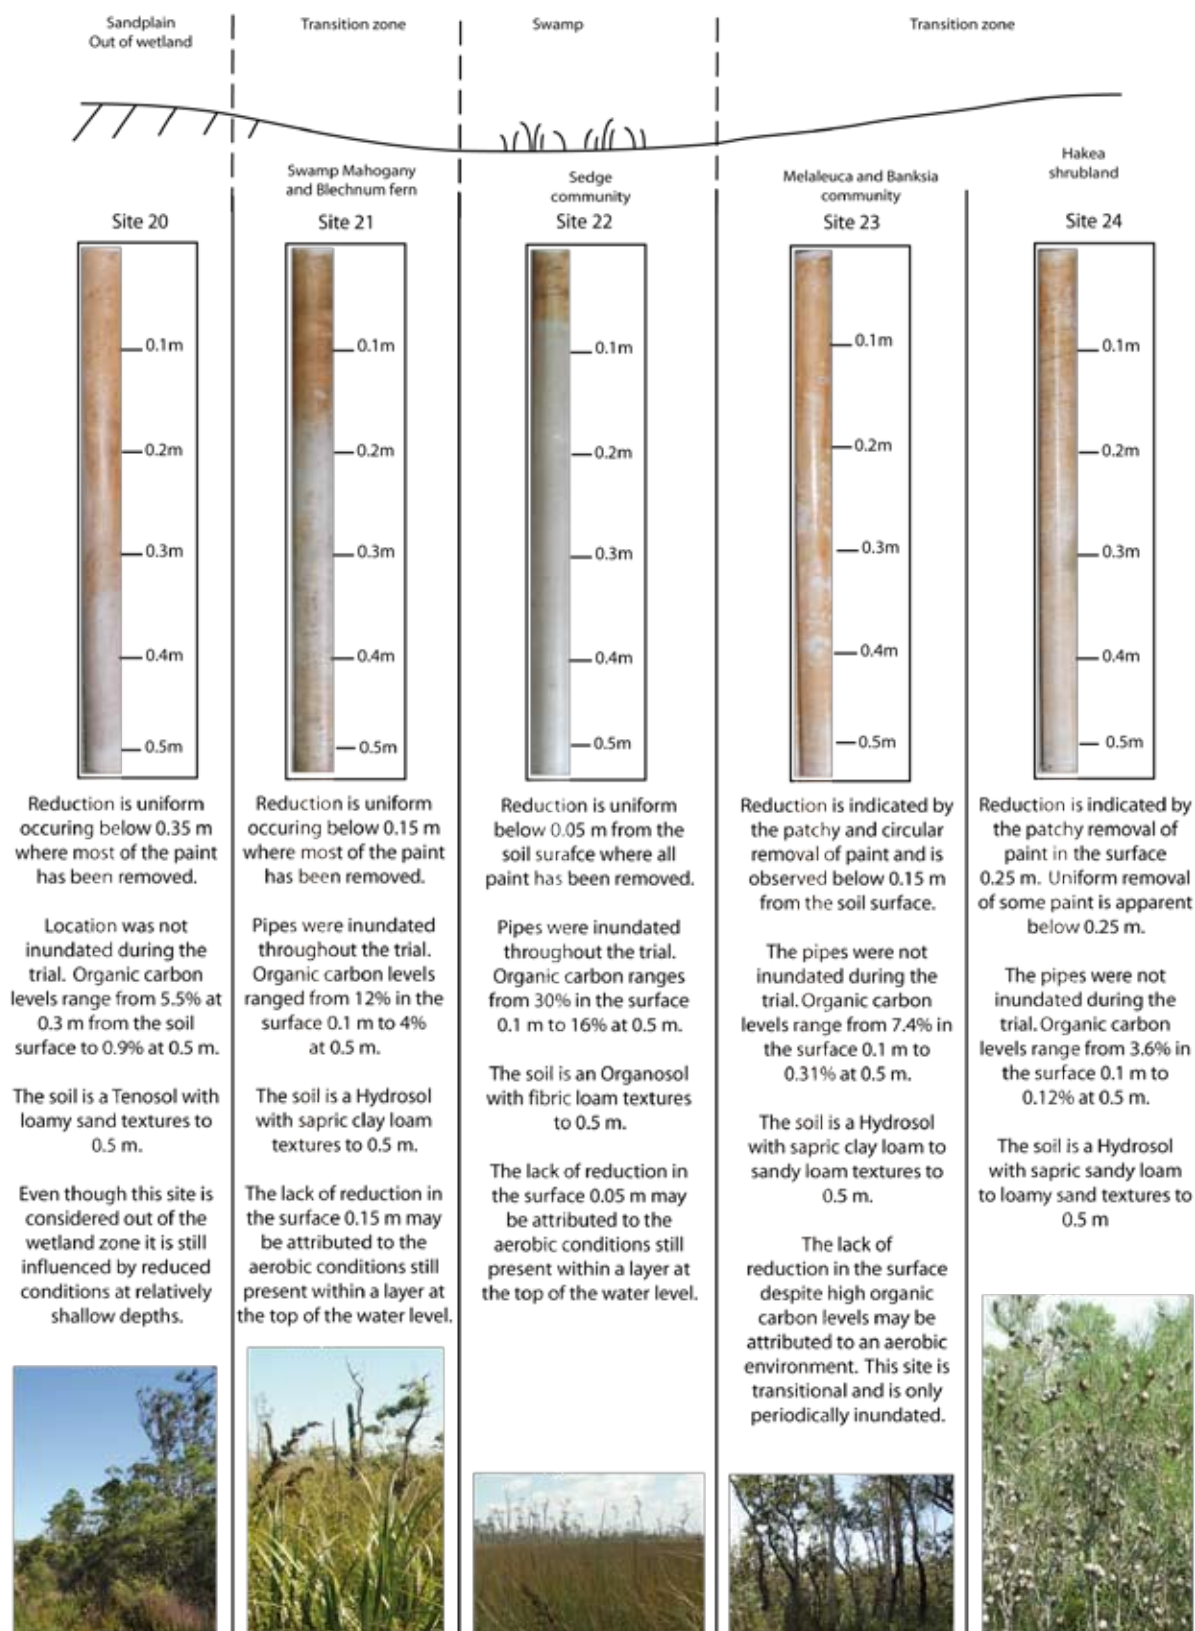 Sandplain
Out of wetland
Transition zone
Swamp
Transition zone
Swamp Mahogany
and Blechnum fern
Sedge
community
Melaleuca and Banksia
community
Hakea
shrubland
Site 20
0.1m
0.2m
0.3m
0.4m
0.5m
Reduction is uniform
occuring below 0.35 m
where most of the paint
has been removed.
Location was not
inundated during the
trial. Organic carbon
levels range from 5.5% at
0.3 m from the soil
surface to 0.9% at 0.5 m.
The soil is a Tenosol with
loamy sand textures to
0.5 m.
Even though this site is
considered out of the
wetland zone it is still
influenced by reduced
conditions at relatively
shallow depths.
Site 21
0.1m
0.2m
0.3m
0.4m
0.5m
Reduction is uniform
occuring below 0.15 m
where most of the paint
has been removed.
Pipes were inundated
throughout the trial.
Organic carbon levels
ranged from 12% in the
surface 0.1 m to 4%
at 0.5 m.
The soil is a Hydrosol
with sapric clay loam
textures to 0.5 m.
The lack of reduction in
the surface 0.15 m may
be attributed to the
aerobic conditions still
present within a layer at
the top of the water level.
Site 22
0.1m
0.2m
0.3m
0.4m
0.5m
Reduction is uniform
below 0.05 m from the
soil surafce where all
paint has been removed.
Pipes were inundated
throughout the trial.
Organic carbon ranges
from 30% in the surface
0.1 m to 16% at 0.5 m.
The soil is an Organosol
with fibric loam textures
to 0.5 m.
The lack of reduction in
the surface 0.05 m may
be attributed to the
aerobic conditions still
present within a layer at
the top of the water level.
Site 23
0.1m
0.2m
0.3m
0.4m
0.5m
Reduction is indicated by
the patchy and circular
removal of paint and is
observed below 0.15 m
from the soil surface.
The pipes were not
inundated during the
trial. Organic carbon
levels range from 7.4% in
the surface 0.1 m to
0.31% at 0.5 m.
The soil is a Hydrosol
with sapric clay loam to
sandy loam textures to
0.5 m.
The lack of
reduction in the surface
despite high organic
carbon levels may be
attributed to an aerobic
environment. This site is
transitional and is only
periodically inundated.
Site 24
0.1m
0.2m
0.3m
0.4m
0.5m
Reduction is indicated by
the patchy removal of
paint in the surface
0.25 m. Uniform removal
of some paint is apparent
below 0.25 m.
The pipes were not
inundated during the
trial. Organic carbon
levels range from 3.6% in
the surface 0.1 m to
0.12% at 0.5 m.
The soil is a Hydrosol
with sapric sandy loam
to loamy sand textures to
0.5 m